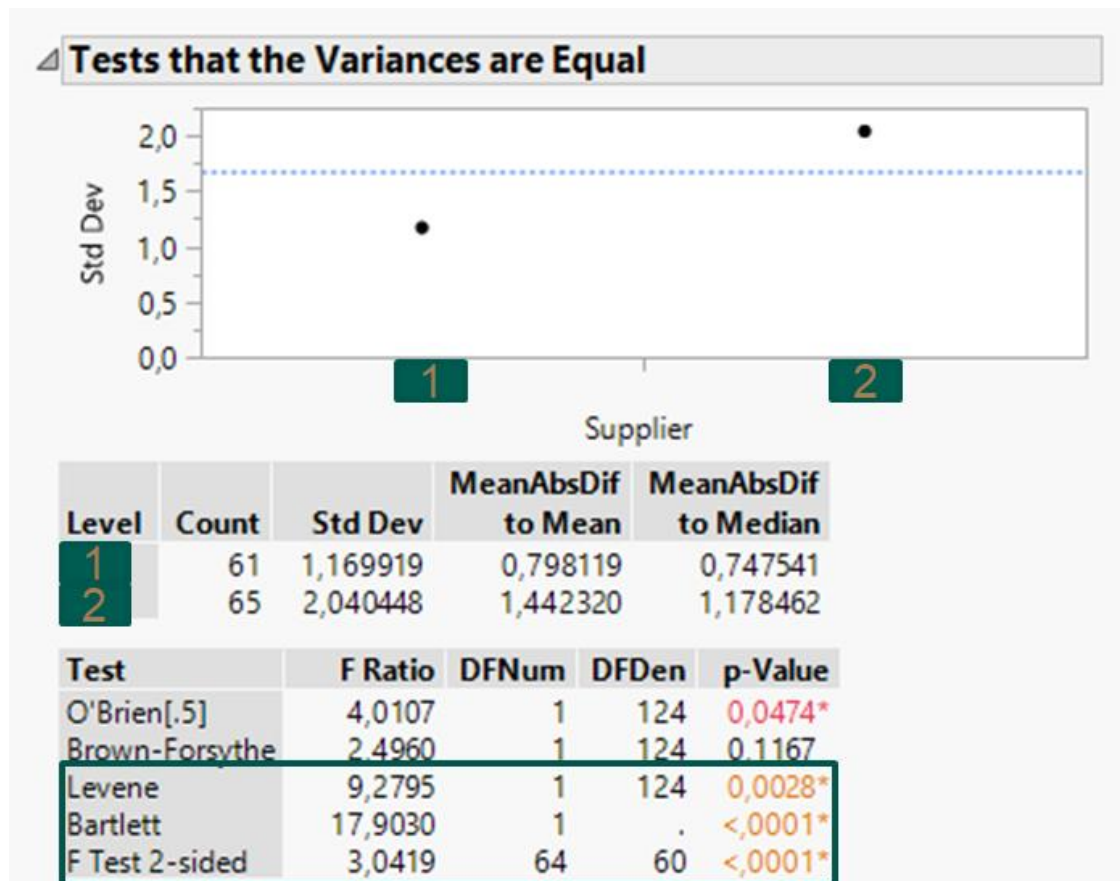 Tests that the Variances are Equal
2,0
1,5
1,0
0,5
0,0
Std Dev
1 2
Supplier
Level Count Std Dev MeanAbsDif to Mean MeanAbsDif to Median
1 61 1,169919 0,798119 0,747541
2 65 2,040448 1,442320 1,178462
Test F Ratio DFNum DFDen p-Value
O'Brien[.5] 4,0107 1 124 0,0474*
Brown-Forsythe 2,4960 1 124 0,1167
Levene 9,2795 1 124 0,0028*
Bartlett 17,9030 1 . <,0001*
F Test 2-sided 3,0419 64 60 <,0001*